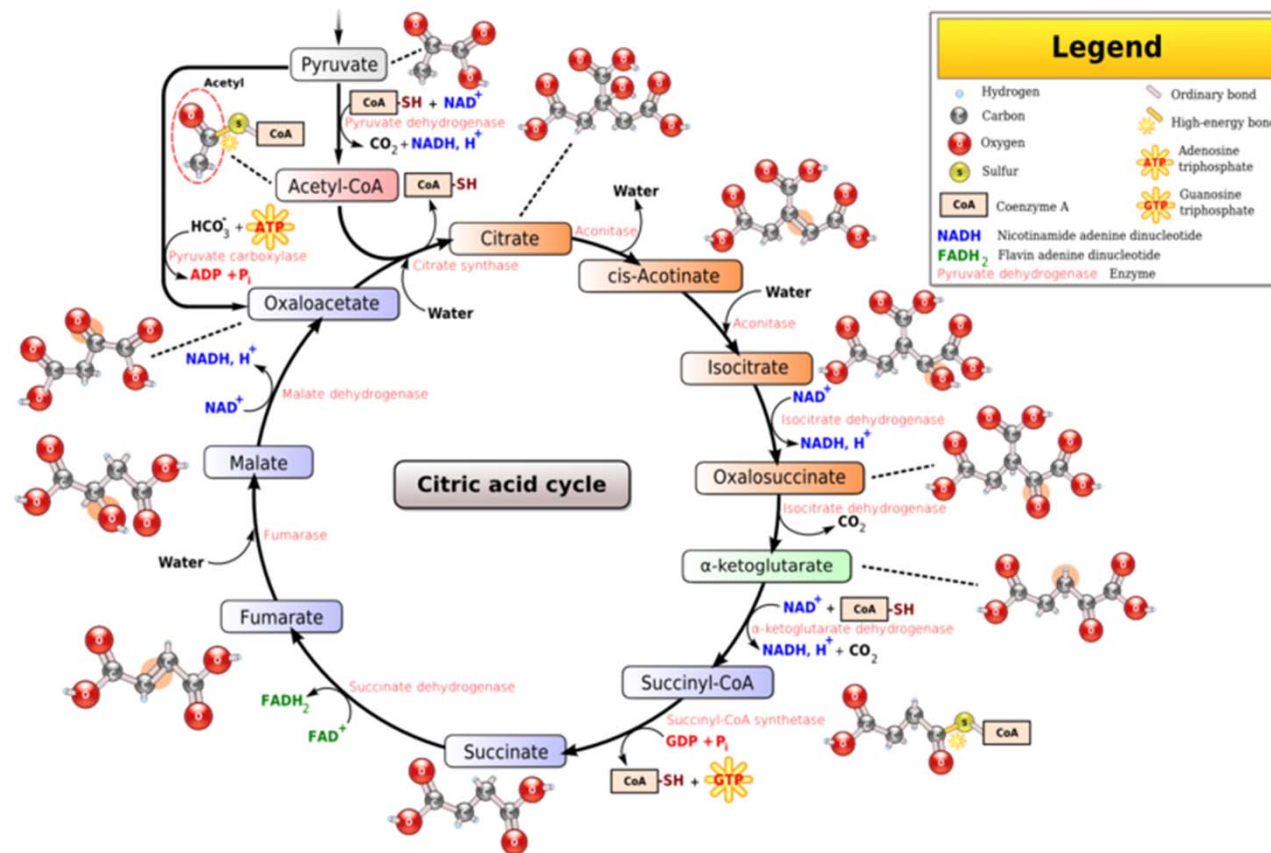 Pyruvate
Acetyl
CoA-SH + NAD+
Pyruvate dehydrogenase
CO2 + NADH, H+
S CoA
Acetyl-CoA
CoA-SH
HCO3- + ATP
Pyruvate carboxylase
ADP + Pi
Citrate
Citrate synthase
Water
Oxaloacetate
Aconitase
Water
cis-Acotinate
Water
Aconitase
Isocitrate
NAD+
Isocitrate dehydrogenase
NADH, H+
Oxalosuccinate
Isocitrate dehydrogenase
CO2
α-ketoglutarate
NAD+ + CoA-SH
α-ketoglutarate dehydrogenase
NADH, H+ + CO2
Succinyl-CoA
Succinyl-CoA synthetase
GDP + Pi
CoA-SH + GTP
S CoA
Succinate
Succinate dehydrogenase
FADH2
FAD+
Fumarate
Fumarase
Water
Malate
Malate dehydrogenase
NADH, H+
NAD+
Citric acid cycle
Legend
Hydrogen
C Carbon
O Oxygen
S Sulfur
CoA Coenzyme A
Ordinary bond
High-energy bond
ATP Adenosine
triphosphate
GTP Guanosine
triphosphate
NADH Nicotinamide adenine dinucleotide
FADH2 Flavin adenine dinucleotide
Pyruvate dehydrogenase Enzyme